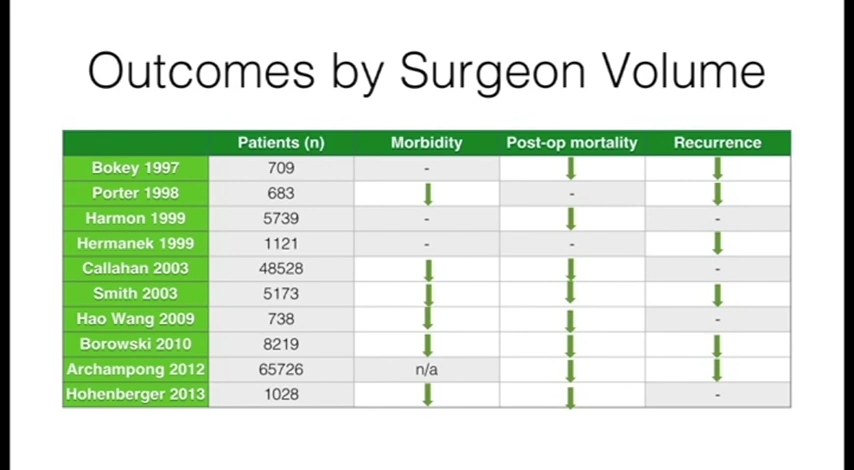 Outcomes by Surgeon Volume
Patients (n) Morbidity Post-op mortality Recurrence
Bokey 1997 709 - ↓ ↓
Porter 1998 683 ↓ - ↓
Harmon 1999 5739 - ↓ -
Hermanek 1999 1121 - - ↓
Callahan 2003 48528 ↓ ↓ -
Smith 2003 5173 ↓ ↓ ↓
Hao Wang 2009 738 ↓ ↓ -
Borowski 2010 8219 ↓ ↓ ↓
Archampong 2012 65726 n/a ↓ ↓
Hohenberger 2013 1028 ↓ ↓ -